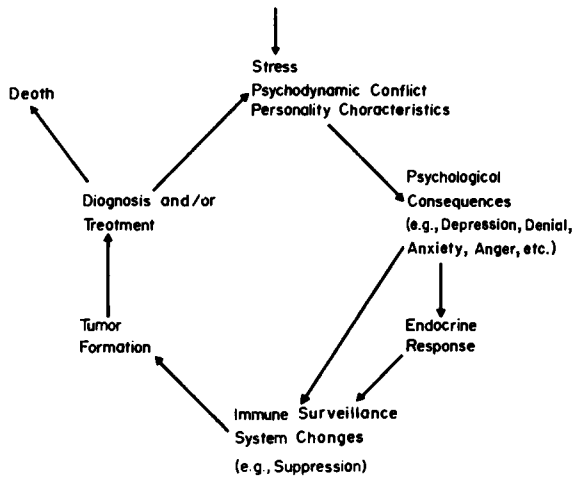 Stress
Psychodynamic Conflict
Personality Characteristics
Death
Psychological
Consequences
(e.g., Depression, Denial,
Anxiety, Anger, etc.)
Diagnosis and/or
Treatment
Endocrine
Response
Tumor
Formation
Immune Surveillance
System Changes
(e.g., Suppression)